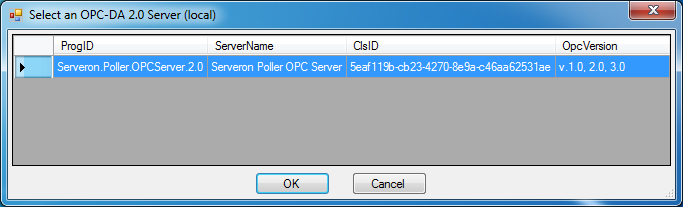 Select an OPC-DA 2.0 Server (local)
ProgID ServerName ClsID OpcVersion
Serveron.Poller.OPCServer.2.0 Serveron Poller OPC Server 5eaf119b-cb23-4270-8e9a-c46aa62531ae v.1.0, 2.0, 3.0
OK Cancel